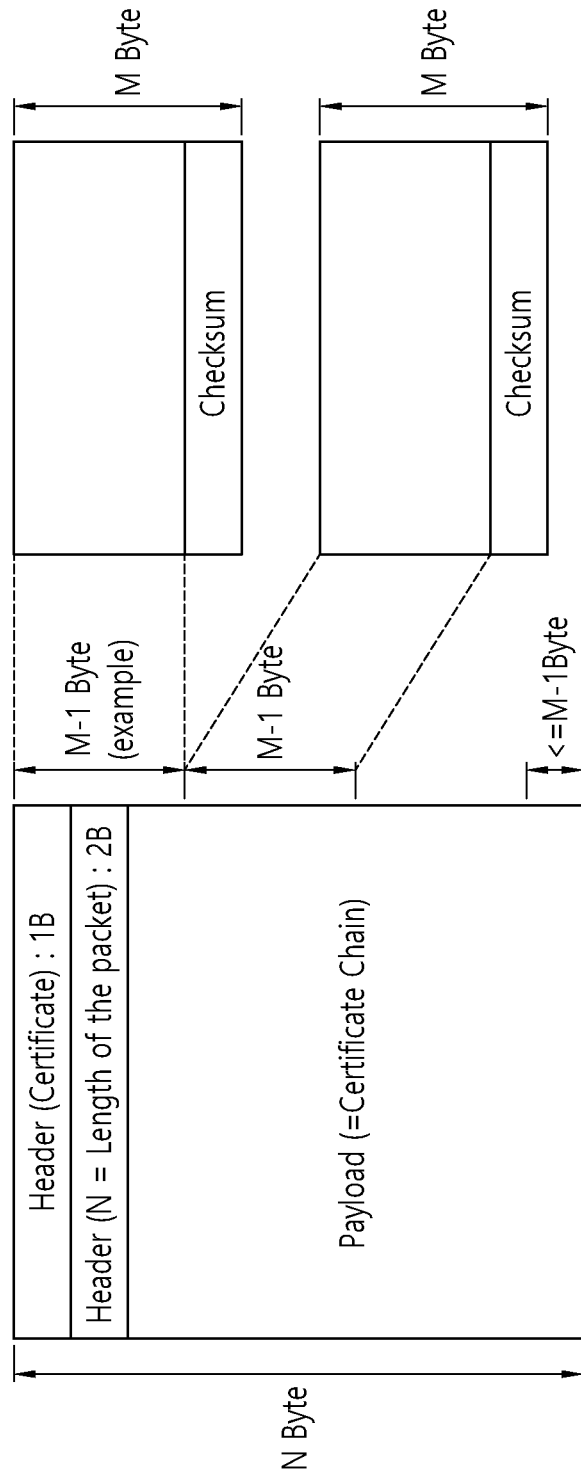 N Byte
Header (Certificate) : 1B
Header (N = Length of the packet) : 2B
Payload (=Certificate Chain)
M-1 Byte
(example)
M-1 Byte
<=M-1Byte
Checksum
M Byte
Checksum
M Byte